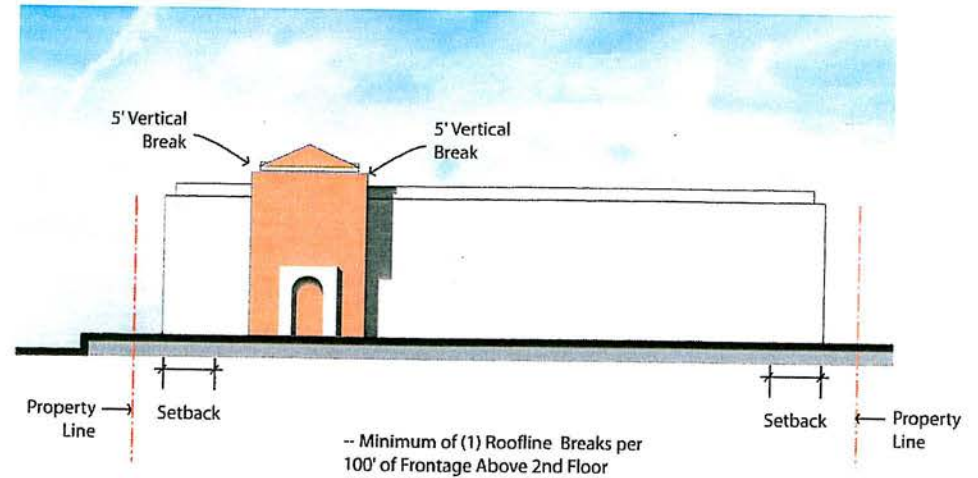 5' Vertical
Break
5' Vertical
Break
Property
Line
Setback
Setback
Property
Line
-- Minimum of (1) Roofline Breaks per
100' of Frontage Above 2nd Floor